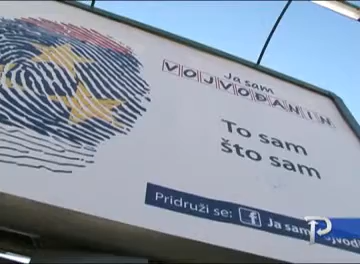 Ja sam
VOJVOĐANIN
To sam
što sam
Pridruži se: f Ja sam